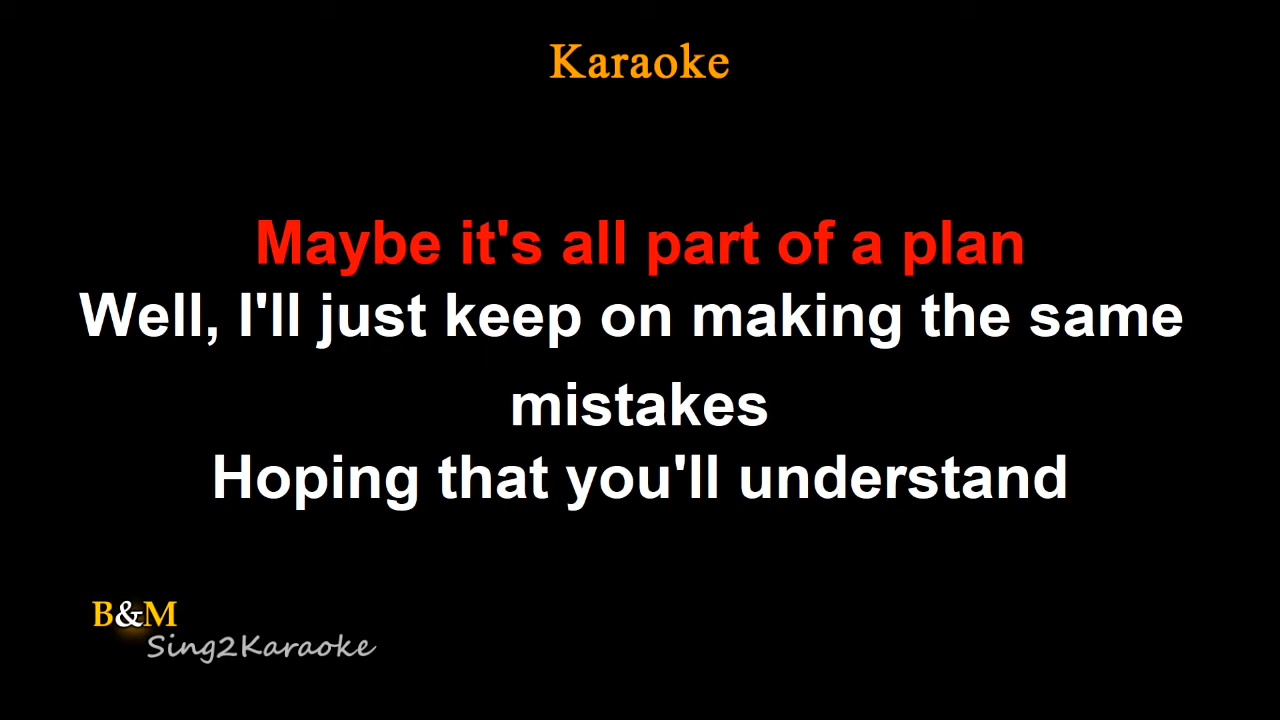 Karaoke
Maybe it's all part of a plan
Well, I'll just keep on making the same
mistakes
Hoping that you'll understand
B&M
Sing2Karaoke